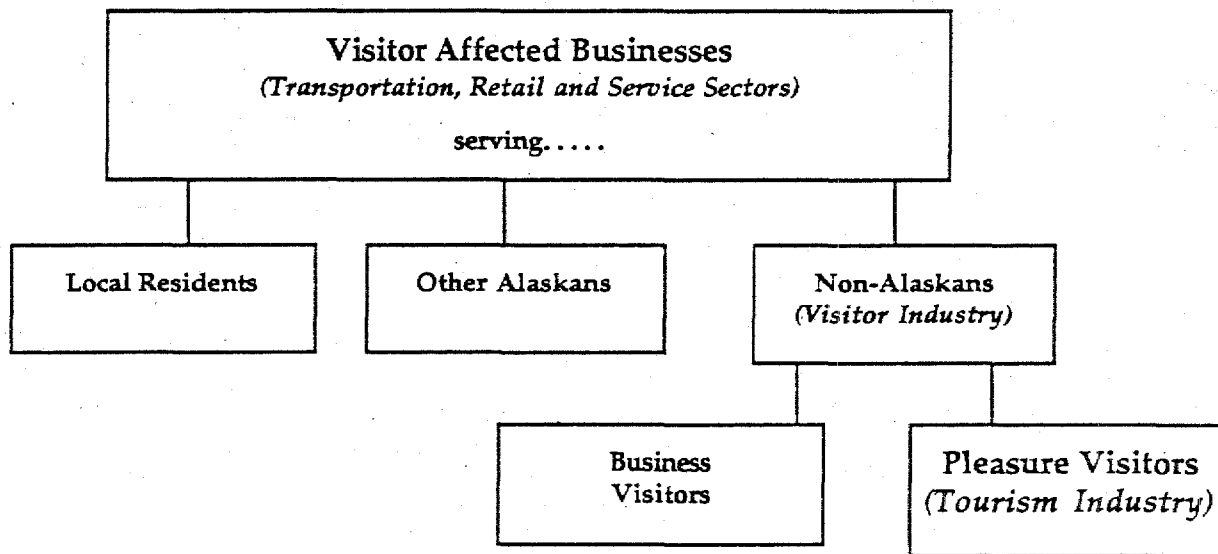 Visitor Affected Businesses
(Transportation, Retail and Service Sectors)
serving.....
Local Residents
Other Alaskans
Non-Alaskans
(Visitor Industry)
Business
Visitors
Pleasure Visitors
(Tourism Industry)